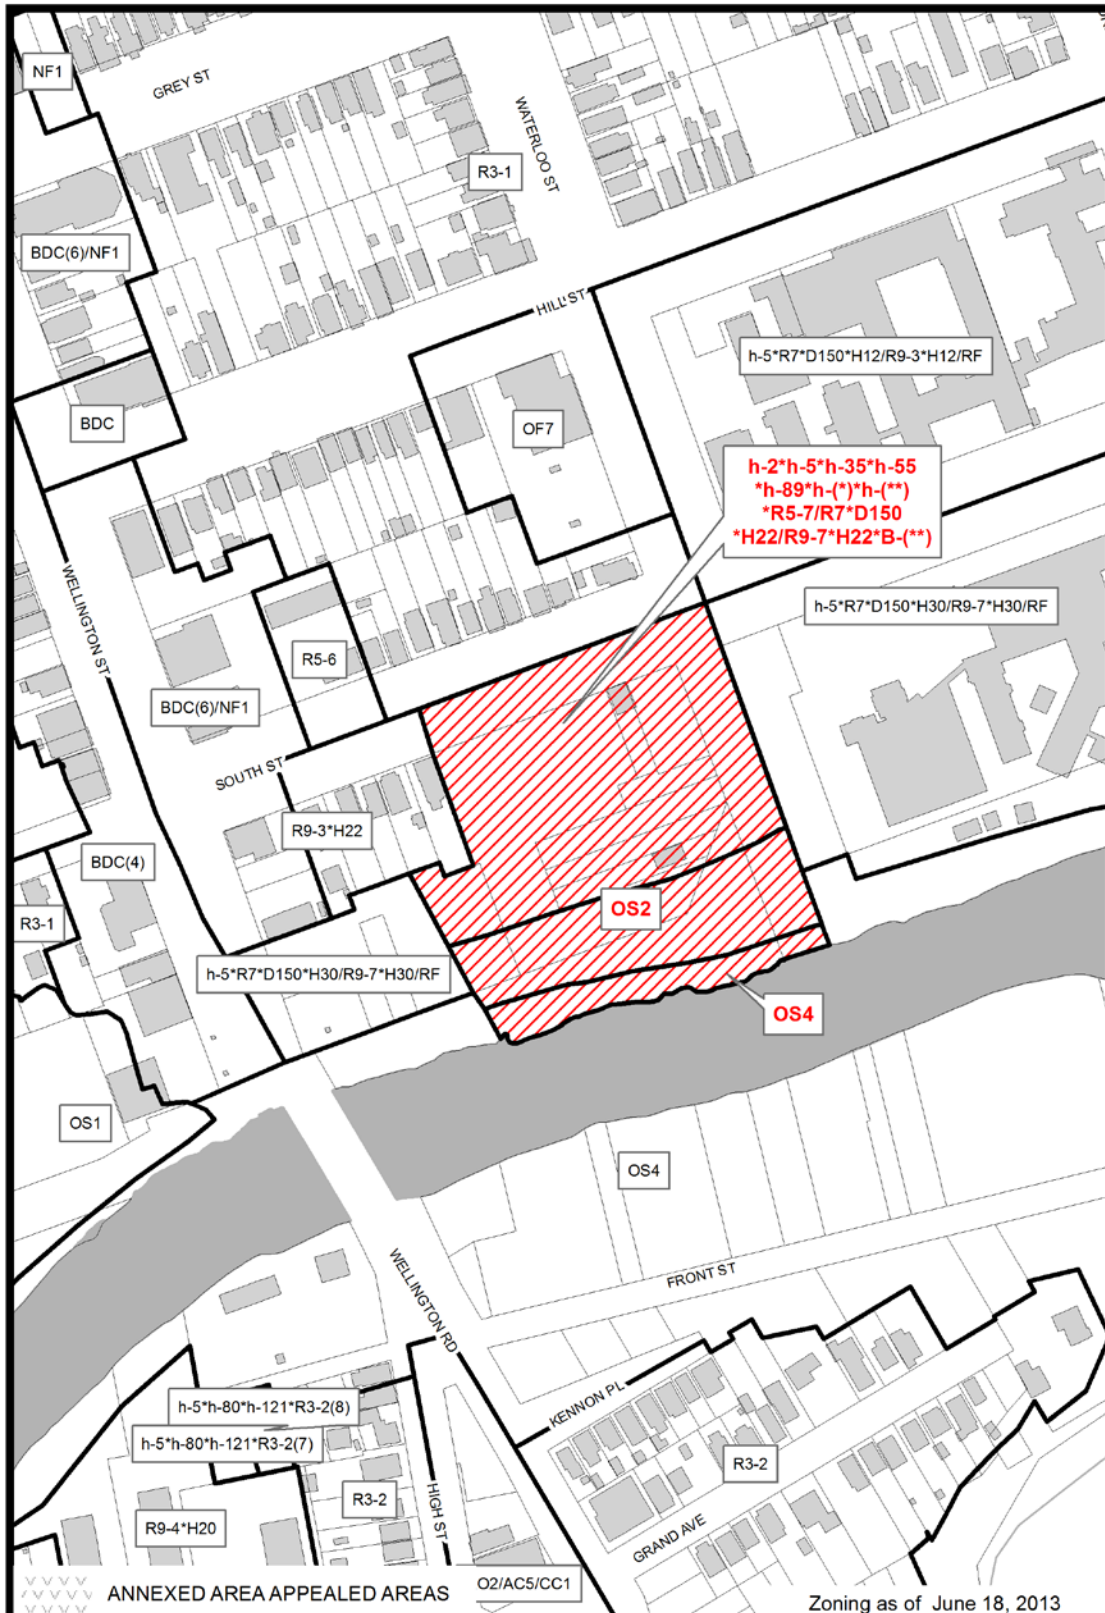 NF1
GREY ST
WATERLOO ST
R3-1
BDC(6)/NF1
HILL ST
h-5*R7*D150*H12/R9-3*H12/RF
BDC
OF7
h-2*h-5*h-35*h-55
*h-89*h-(*)*h-(**)
*R5-7/R7*D150
*H22/R9-7*H22*B-(**)
WELLINGTON ST
h-5*R7*D150*H30/R9-7*H30/RF
R5-6
BDC(6)/NF1
SOUTH ST
R9-3*H22
BDC(4)
OS2
R3-1
h-5*R7*D150*H30/R9-7*H30/RF
OS4
OS1
OS4
FRONT ST
WELLINGTON RD
KENNON PL
h-5*h-80*h-121*R3-2(8)
h-5*h-80*h-121*R3-2(7)
R3-2
R3-2
HIGH ST
R9-4*H20
GRAND AVE
ANNEXED AREA APPEALED AREAS
O2/AC5/CC1
Zoning as of June 18, 2013